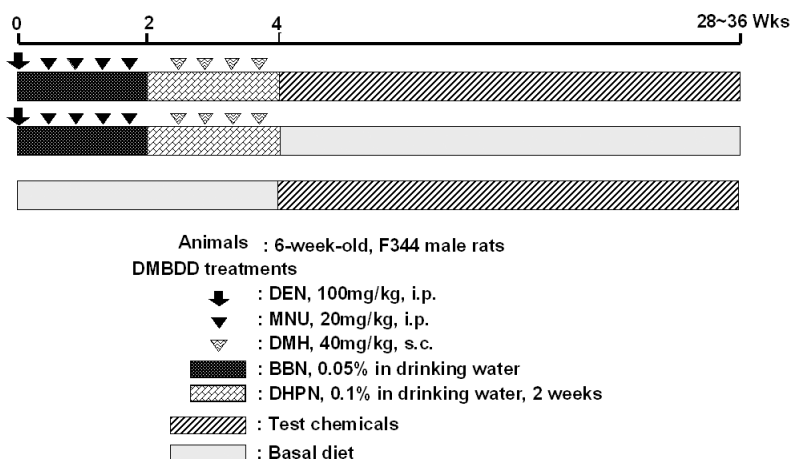 0 2 4 28~36 Wks
Animals : 6-week-old, F344 male rats
DMBDD treatments
: DEN, 100mg/kg, i.p.
: MNU, 20mg/kg, i.p.
: DMH, 40mg/kg, s.c.
: BBN, 0.05% in drinking water
: DHPN, 0.1% in drinking water, 2 weeks
: Test chemicals
: Basal diet